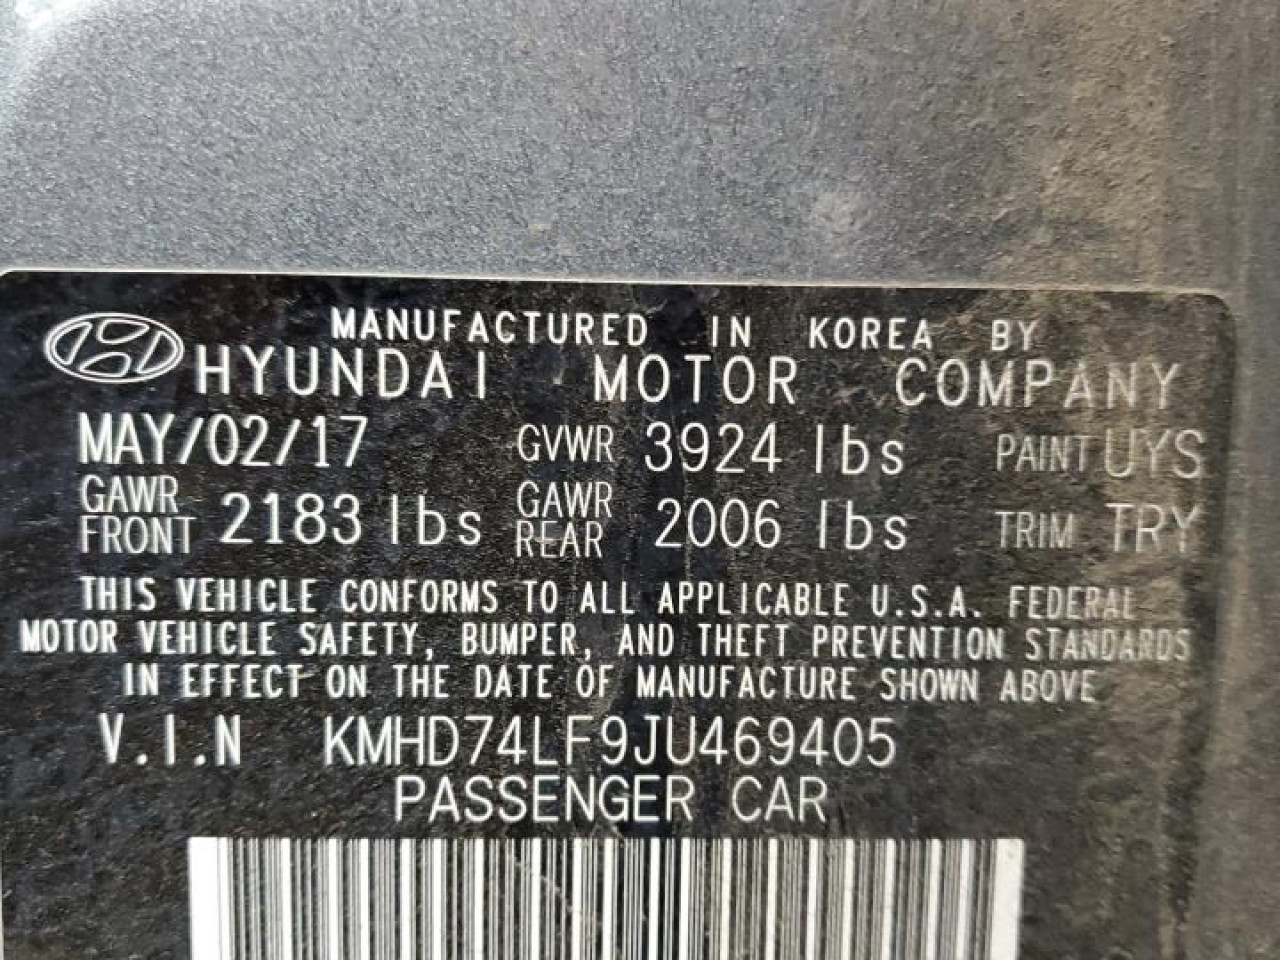 MANUFACTURED IN KOREA BY
HYUNDAI MOTOR COMPANY
MAY/02/17 GVWR 3924 lbs PAINT UYS
GAWR FRONT 2183 lbs GAWR REAR 2006 lbs TRIM TRY
THIS VEHICLE CONFORMS TO ALL APPLICABLE U.S.A. FEDERAL
MOTOR VEHICLE SAFETY, BUMPER, AND THEFT PREVENTION STANDARDS
IN EFFECT ON THE DATE OF MANUFACTURE SHOWN ABOVE
V.I.N KMHD74LF9JU469405
PASSENGER CAR